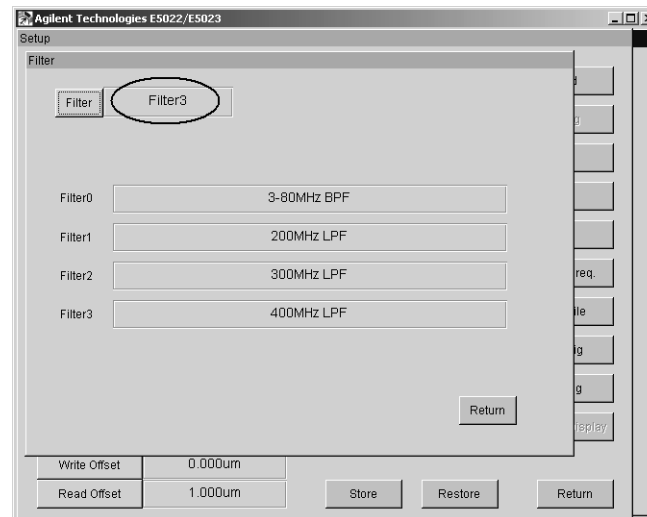 Agilent Technologies E5022/E5023
Setup
Filter
Filter Filter3
Filter0 3-80MHz BPF
Filter1 200MHz LPF
Filter2 300MHz LPF
Filter3 400MHz LPF
req.
ile
ig
g
Return
isplay
Write Offset 0.000um
Read Offset 1.000um Store Restore Return